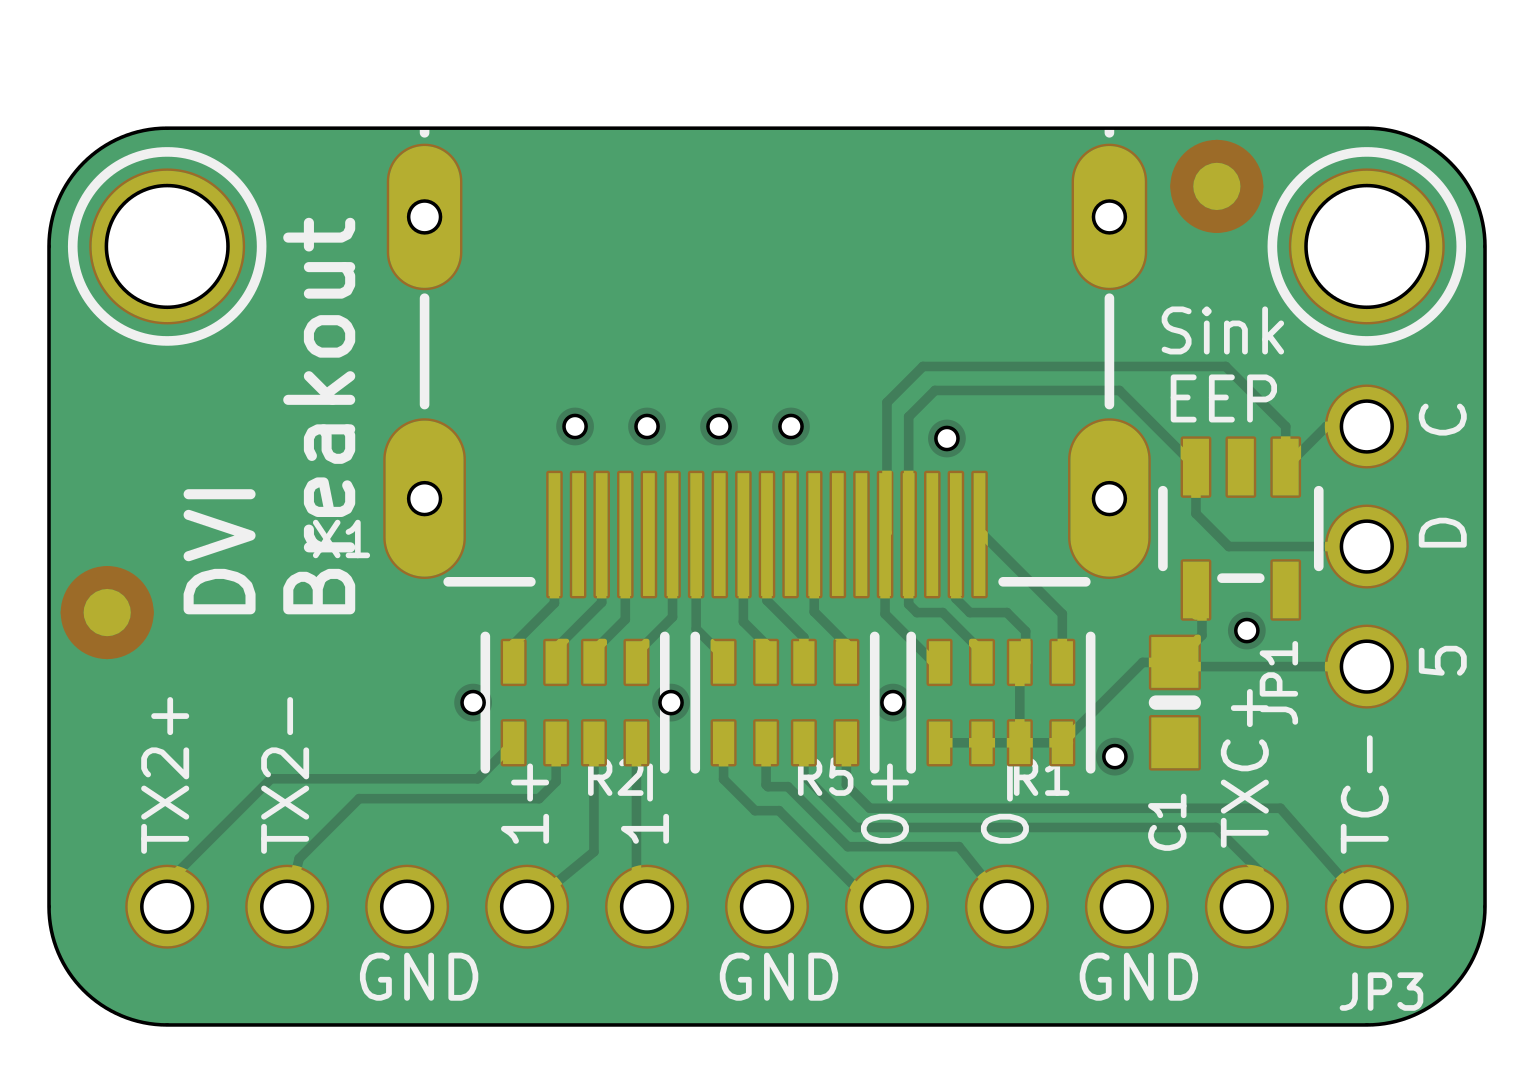 Sink
EEP
DVI
Breakout
X1
C
D
5
JP1
TX2+
TX2-
1+
R2
1-
R5
0+
0-
R1
C1
TXC+
TC-
GND
GND
GND
JP3